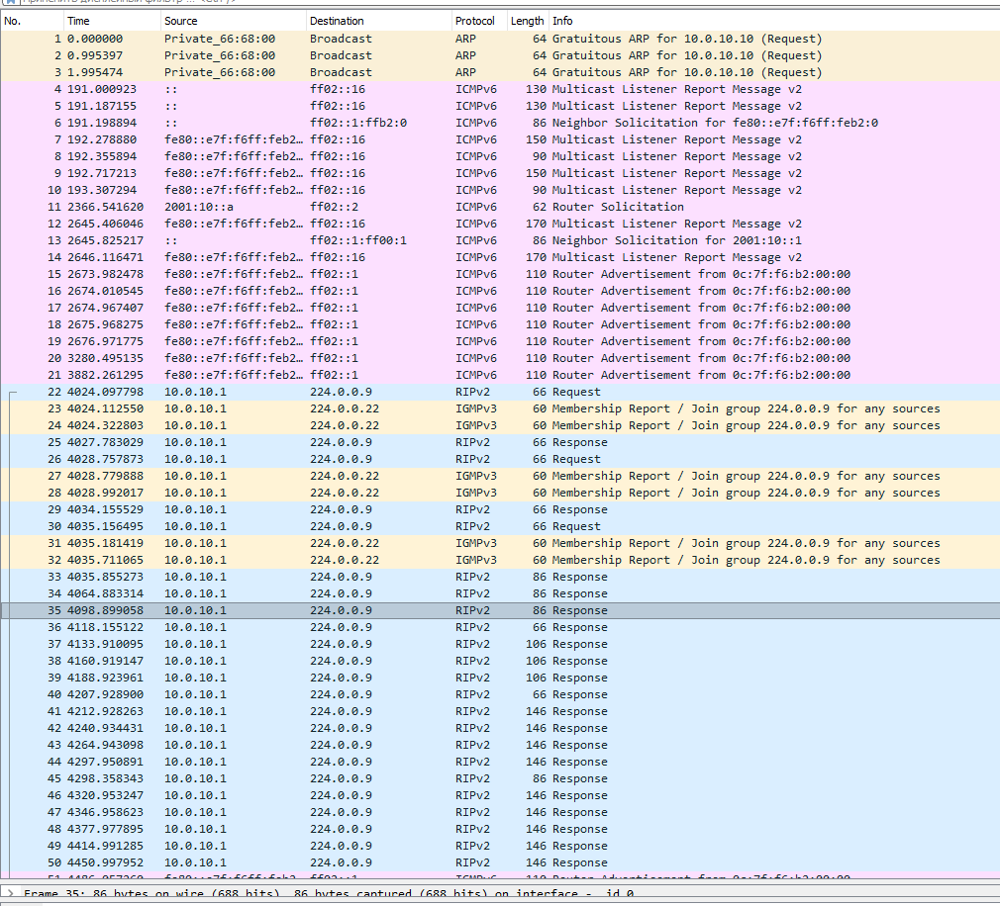 No. Time Source Destination Protocol Length Info
1 0.000000 Private_66:68:00 Broadcast ARP 64 Gratuitous ARP for 10.0.10.10 (Request)
2 0.995397 Private_66:68:00 Broadcast ARP 64 Gratuitous ARP for 10.0.10.10 (Request)
3 1.995474 Private_66:68:00 Broadcast ARP 64 Gratuitous ARP for 10.0.10.10 (Request)
4 191.000923 :: ff02::16 ICMPv6 130 Multicast Listener Report Message v2
5 191.187155 :: ff02::16 ICMPv6 130 Multicast Listener Report Message v2
6 191.198894 :: ff02::1:ffb2:0 ICMPv6 86 Neighbor Solicitation for fe80::e7f:f6ff:feb2:0
7 192.278880 fe80::e7f:f6ff:feb2… ff02::16 ICMPv6 150 Multicast Listener Report Message v2
8 192.355894 fe80::e7f:f6ff:feb2… ff02::16 ICMPv6 90 Multicast Listener Report Message v2
9 192.717213 fe80::e7f:f6ff:feb2… ff02::16 ICMPv6 150 Multicast Listener Report Message v2
10 193.307294 fe80::e7f:f6ff:feb2… ff02::16 ICMPv6 90 Multicast Listener Report Message v2
11 2366.541620 2001:10::a ff02::2 ICMPv6 62 Router Solicitation
12 2645.406046 fe80::e7f:f6ff:feb2… ff02::16 ICMPv6 170 Multicast Listener Report Message v2
13 2645.825217 :: ff02::1:ff00:1 ICMPv6 86 Neighbor Solicitation for 2001:10::1
14 2646.116471 fe80::e7f:f6ff:feb2… ff02::16 ICMPv6 170 Multicast Listener Report Message v2
15 2673.982478 fe80::e7f:f6ff:feb2… ff02::1 ICMPv6 110 Router Advertisement from 0c:7f:f6:b2:00:00
16 2674.010545 fe80::e7f:f6ff:feb2… ff02::1 ICMPv6 110 Router Advertisement from 0c:7f:f6:b2:00:00
17 2674.967407 fe80::e7f:f6ff:feb2… ff02::1 ICMPv6 110 Router Advertisement from 0c:7f:f6:b2:00:00
18 2675.968275 fe80::e7f:f6ff:feb2… ff02::1 ICMPv6 110 Router Advertisement from 0c:7f:f6:b2:00:00
19 2676.971775 fe80::e7f:f6ff:feb2… ff02::1 ICMPv6 110 Router Advertisement from 0c:7f:f6:b2:00:00
20 3280.495135 fe80::e7f:f6ff:feb2… ff02::1 ICMPv6 110 Router Advertisement from 0c:7f:f6:b2:00:00
21 3882.261295 fe80::e7f:f6ff:feb2… ff02::1 ICMPv6 110 Router Advertisement from 0c:7f:f6:b2:00:00
22 4024.097798 10.0.10.1 224.0.0.9 RIPv2 66 Request
23 4024.112550 10.0.10.1 224.0.0.22 IGMPv3 60 Membership Report / Join group 224.0.0.9 for any sources
24 4024.322803 10.0.10.1 224.0.0.22 IGMPv3 60 Membership Report / Join group 224.0.0.9 for any sources
25 4027.783029 10.0.10.1 224.0.0.9 RIPv2 66 Response
26 4028.757873 10.0.10.1 224.0.0.9 RIPv2 66 Request
27 4028.779888 10.0.10.1 224.0.0.22 IGMPv3 60 Membership Report / Join group 224.0.0.9 for any sources
28 4028.992017 10.0.10.1 224.0.0.22 IGMPv3 60 Membership Report / Join group 224.0.0.9 for any sources
29 4034.155529 10.0.10.1 224.0.0.9 RIPv2 66 Response
30 4035.156495 10.0.10.1 224.0.0.9 RIPv2 66 Request
31 4035.181419 10.0.10.1 224.0.0.22 IGMPv3 60 Membership Report / Join group 224.0.0.9 for any sources
32 4035.711065 10.0.10.1 224.0.0.22 IGMPv3 60 Membership Report / Join group 224.0.0.9 for any sources
33 4035.855273 10.0.10.1 224.0.0.9 RIPv2 86 Response
34 4064.883314 10.0.10.1 224.0.0.9 RIPv2 86 Response
35 4098.899058 10.0.10.1 224.0.0.9 RIPv2 86 Response
36 4118.155122 10.0.10.1 224.0.0.9 RIPv2 66 Response
37 4133.910095 10.0.10.1 224.0.0.9 RIPv2 106 Response
38 4160.919147 10.0.10.1 224.0.0.9 RIPv2 106 Response
39 4188.923961 10.0.10.1 224.0.0.9 RIPv2 106 Response
40 4207.928900 10.0.10.1 224.0.0.9 RIPv2 66 Response
41 4212.928263 10.0.10.1 224.0.0.9 RIPv2 146 Response
42 4240.934431 10.0.10.1 224.0.0.9 RIPv2 146 Response
43 4264.943098 10.0.10.1 224.0.0.9 RIPv2 146 Response
44 4297.950891 10.0.10.1 224.0.0.9 RIPv2 146 Response
45 4298.358343 10.0.10.1 224.0.0.9 RIPv2 86 Response
46 4320.953247 10.0.10.1 224.0.0.9 RIPv2 146 Response
47 4346.958623 10.0.10.1 224.0.0.9 RIPv2 146 Response
48 4377.977895 10.0.10.1 224.0.0.9 RIPv2 146 Response
49 4414.991285 10.0.10.1 224.0.0.9 RIPv2 146 Response
50 4450.997952 10.0.10.1 224.0.0.9 RIPv2 146 Response
Frame 35: 86 bytes on wire (688 bits), 86 bytes captured (688 bits) on interface -, id 0